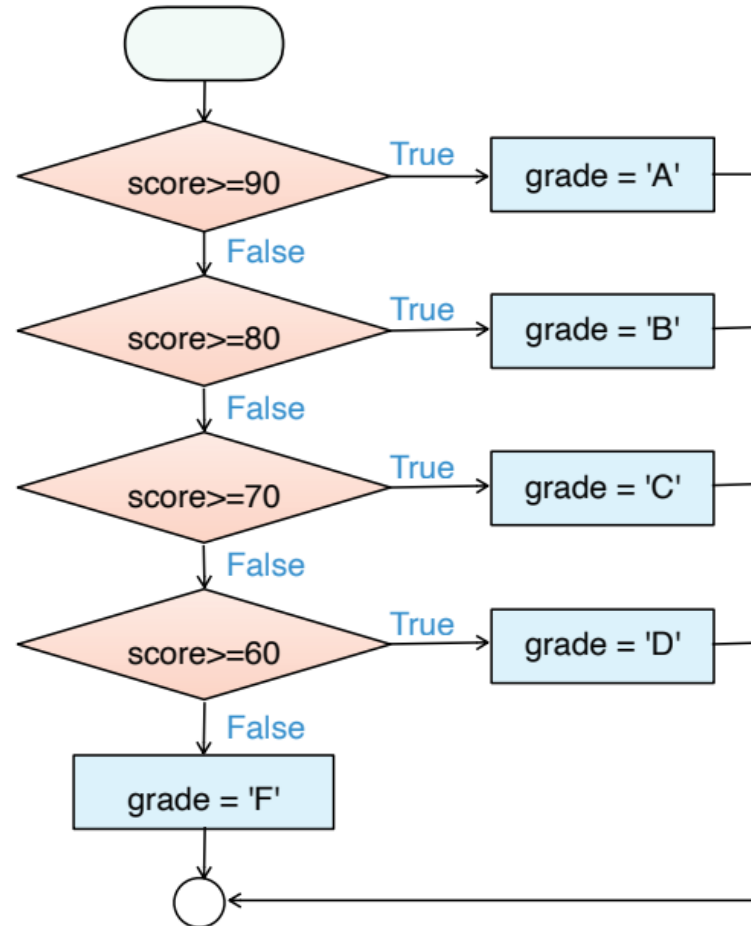 score>=90
True
grade = 'A'
False
score>=80
True
grade = 'B'
False
score>=70
True
grade = 'C'
False
score>=60
True
grade = 'D'
False
grade = 'F'